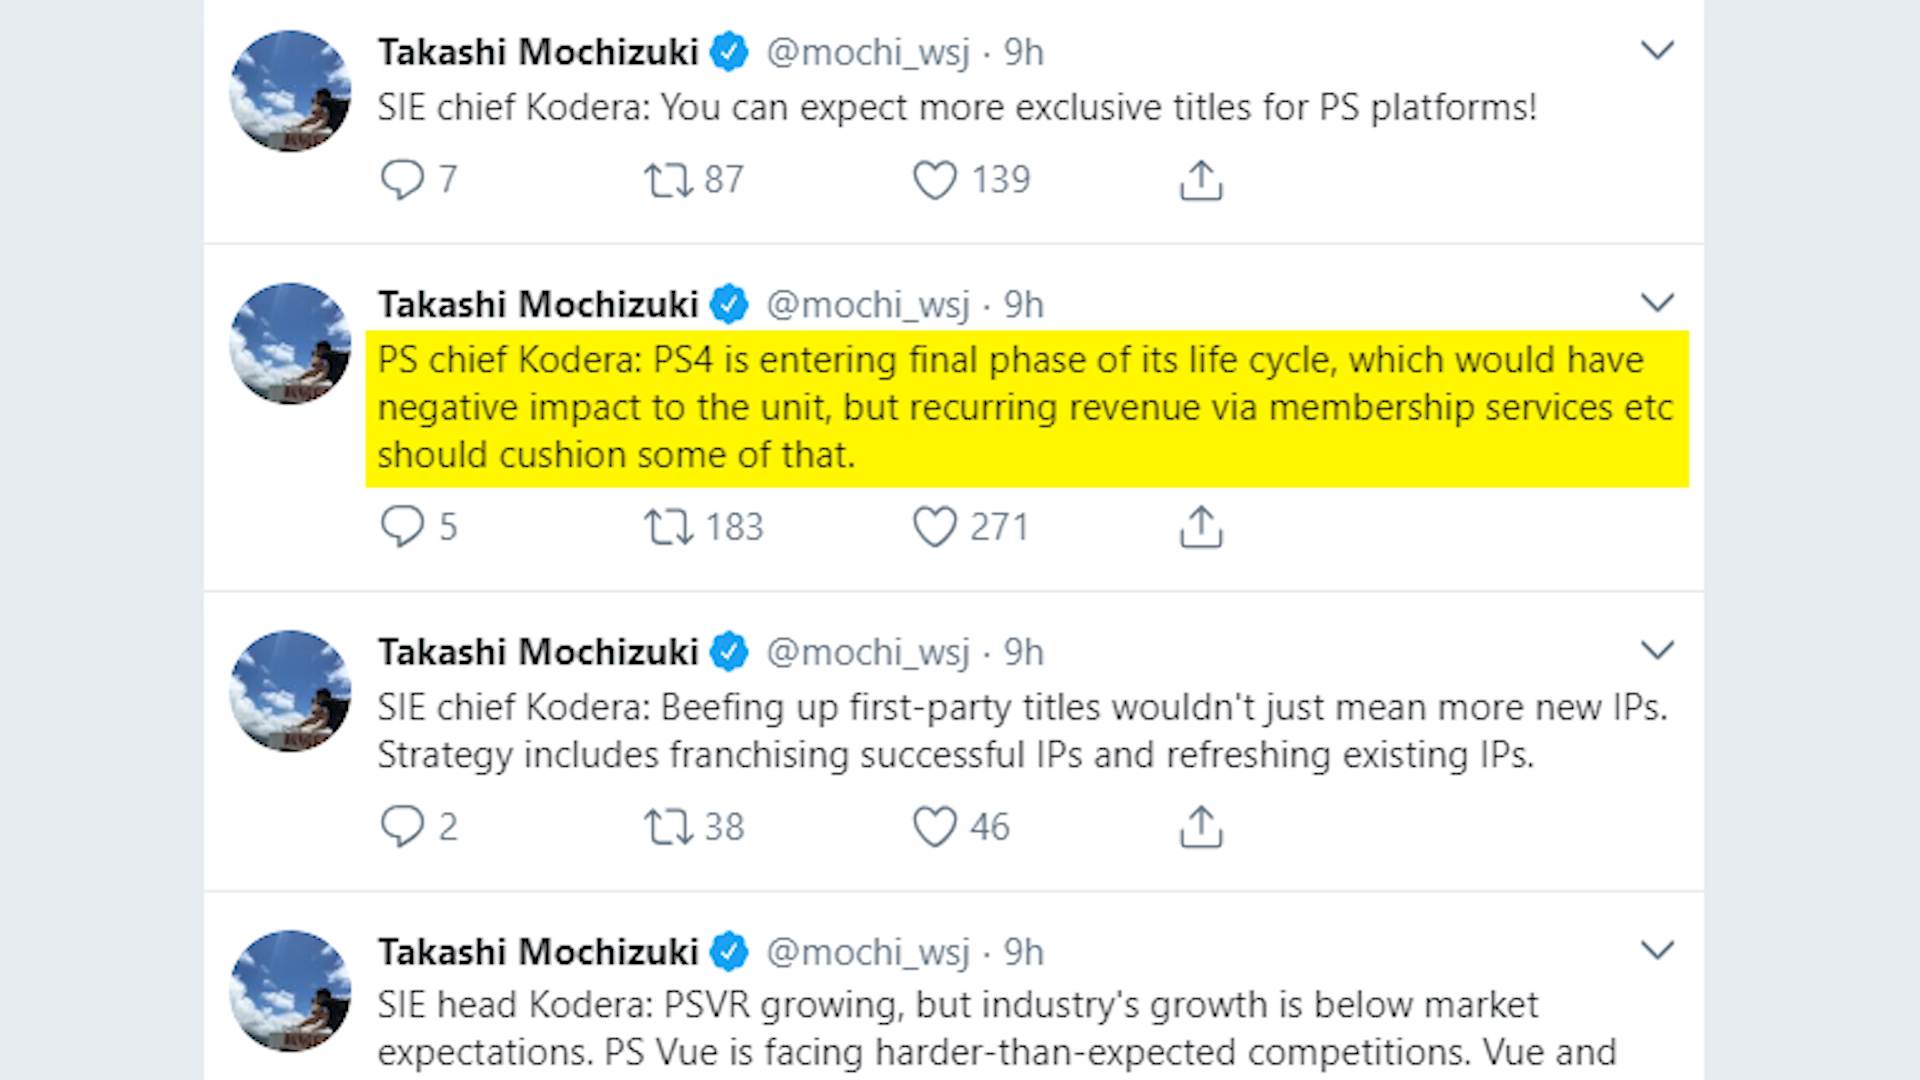 Takashi Mochizuki @mochi_wsj · 9h
SIE chief Kodera: You can expect more exclusive titles for PS platforms!
7 87 139
Takashi Mochizuki @mochi_wsj · 9h
PS chief Kodera: PS4 is entering final phase of its life cycle, which would have
negative impact to the unit, but recurring revenue via membership services etc
should cushion some of that.
5 183 271
Takashi Mochizuki @mochi_wsj · 9h
SIE chief Kodera: Beefing up first-party titles wouldn't just mean more new IPs.
Strategy includes franchising successful IPs and refreshing existing IPs.
2 38 46
Takashi Mochizuki @mochi_wsj · 9h
SIE head Kodera: PSVR growing, but industry's growth is below market
expectations. PS Vue is facing harder-than-expected competitions. Vue and